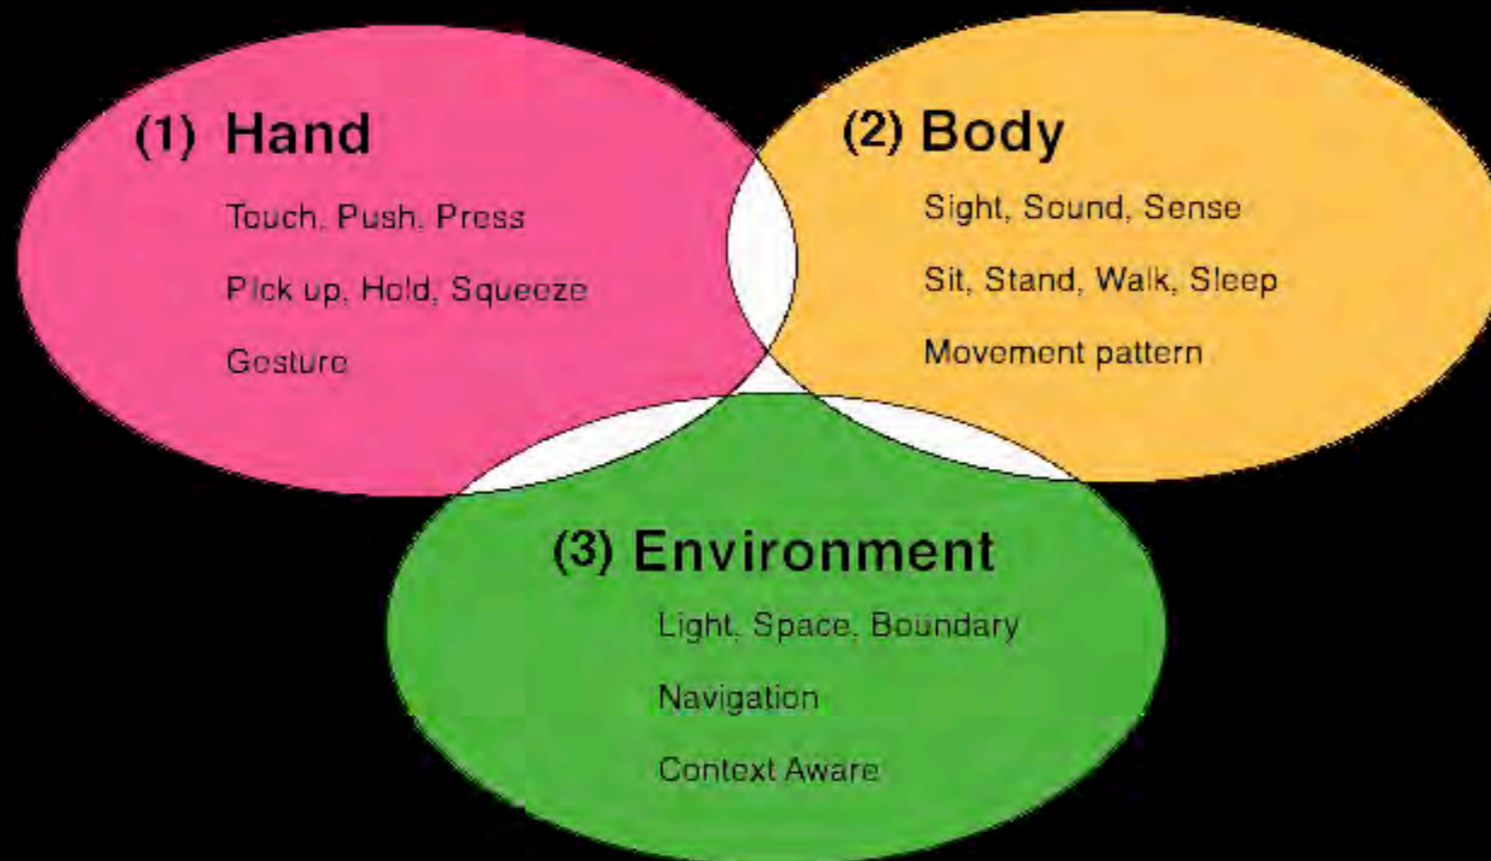 (1) Hand
Touch, Push, Press
PIck up, Hold, Squeeze
Gesture
(2) Body
Sight, Sound, Sense
Sit, Stand, Walk, Sleep
Movement pattern
(3) Environment
Light, Space, Boundary
Navigation
Context Aware